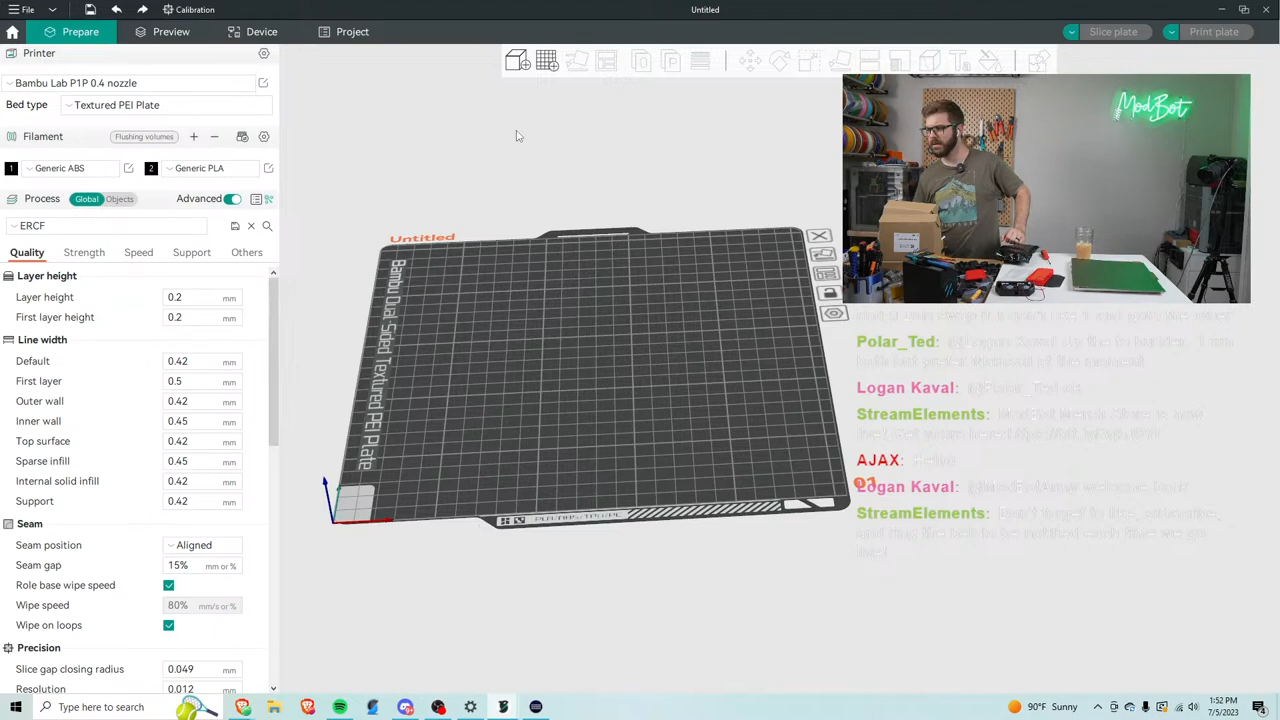 File
Calibration
Untitled
Prepare
Preview
Device
Project
Slice plate
Print plate
Printer
Bambu Lab P1P 0.4 nozzle
Bed type
Textured PEI Plate
Filament
Flushing volumes
1
Generic ABS
2
Generic PLA
Process
Global
Objects
Advanced
ERCF
Quality
Strength
Speed
Support
Others
Layer height
Layer height
0.2
mm
First layer height
0.2
mm
Line width
Default
0.42
mm
First layer
0.5
mm
Outer wall
0.42
mm
Inner wall
0.45
mm
Top surface
0.42
mm
Sparse infill
0.45
mm
Internal solid infill
0.42
mm
Support
0.42
mm
Seam
Seam position
Aligned
Seam gap
15%
mm or %
Role base wipe speed
Wipe speed
80%
mm/s or %
Wipe on loops
Precision
Slice gap closing radius
0.049
mm
Resolution
0.012
mm
Untitled
Bambu Dual-Sided Textured PEI Plate
01
ModBot
Polar_Ted:
Logan Kaval:
StreamElements:
AJAX: Hello
Logan Kaval:
StreamElements:
Type here to search
90°F Sunny
1:52 PM
7/5/2023
4